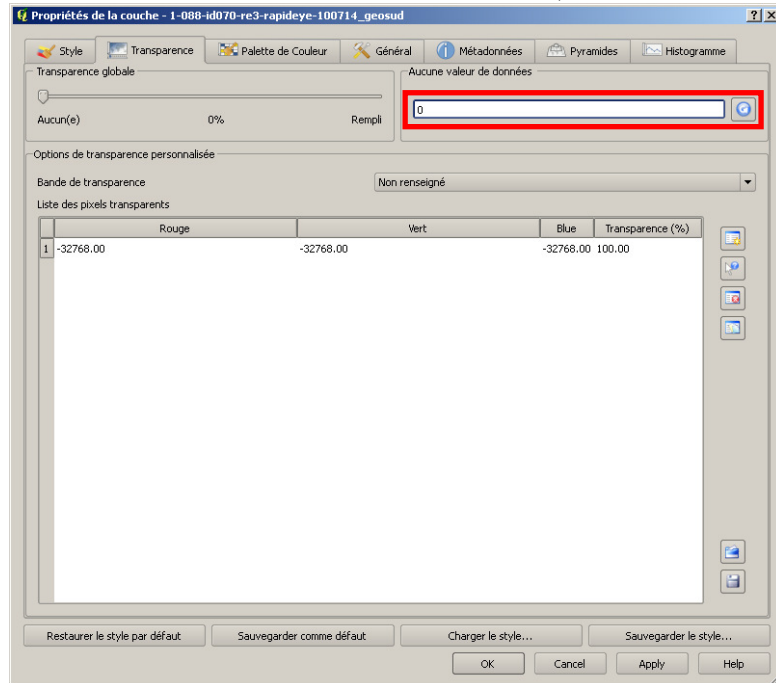 Propriétés de la couche - 1-088-id070-re3-rapideye-100714_geosud
Style Transparence Palette de Couleur Général Métadonnées Pyramides Histogramme
Transparence globale
Aucun(e) 0% Rempli
Aucune valeur de données
0
Options de transparence personnalisée
Bande de transparence Non renseigné
Liste des pixels transparents
Rouge Vert Blue Transparence (%)
1 -32768.00 -32768.00 -32768.00 100.00
Restaurer le style par défaut Sauvegarder comme défaut Charger le style... Sauvegarder le style...
OK Cancel Apply Help